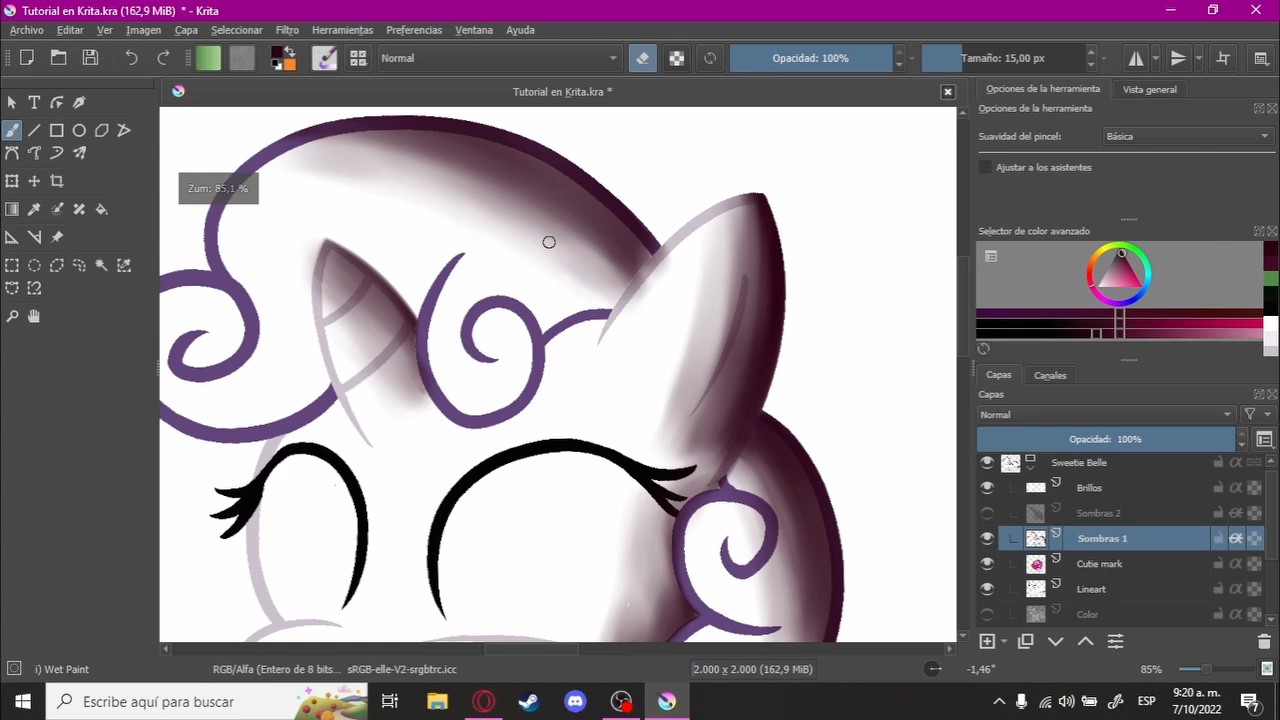 Tutorial en Krita.kra (162,9 MiB) * - Krita
Archivo Editar Ver Imagen Capa Seleccionar Filtro Herramientas Preferencias Ventana Ayuda
Normal Opacidad: 100% Tamaño: 15,00 px
Tutorial en Krita.kra *
Opciones de la herramienta Vista general
Opciones de la herramienta
Suavidad del pincel: Básica
Ajustar a los asistentes
Zum: 85,1 %
Selector de color avanzado
Capas Canales
Capas
Normal
Opacidad: 100%
Sweetie Belle
Brillos
Sombras 2
Sombras 1
Cutie mark
Lineart
Color
i) Wet Paint RGB/Alfa (Entero de 8 bits... sRGB-elle-V2-srgbtrc.icc 2.000 x 2.000 (162,9 MiB) -1,46° 85%
Escribe aquí para buscar
ESP
9:20 a. m.
7/10/2022
7